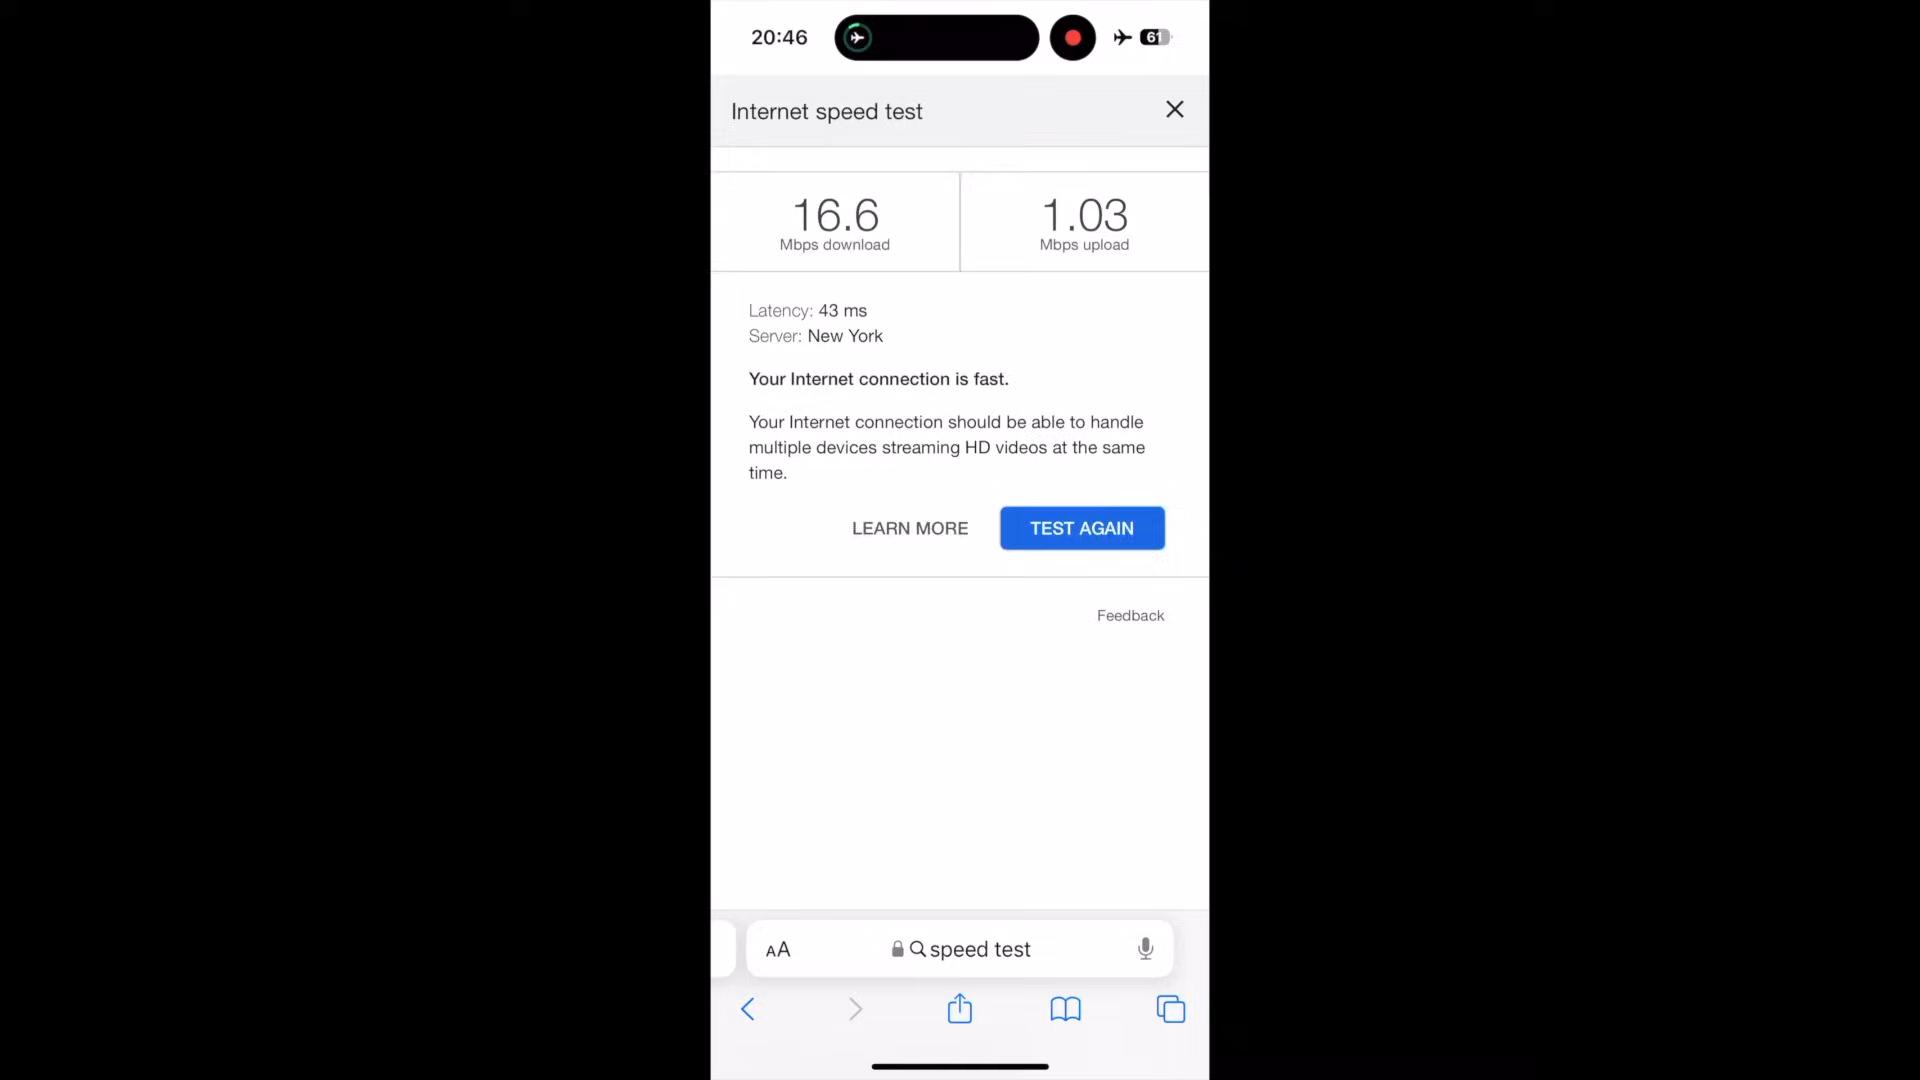 20:46
61
Internet speed test
16.6
Mbps download
1.03
Mbps upload
Latency: 43 ms
Server: New York
Your Internet connection is fast.
Your Internet connection should be able to handle
multiple devices streaming HD videos at the same
time.
LEARN MORE
TEST AGAIN
Feedback
AA
speed test